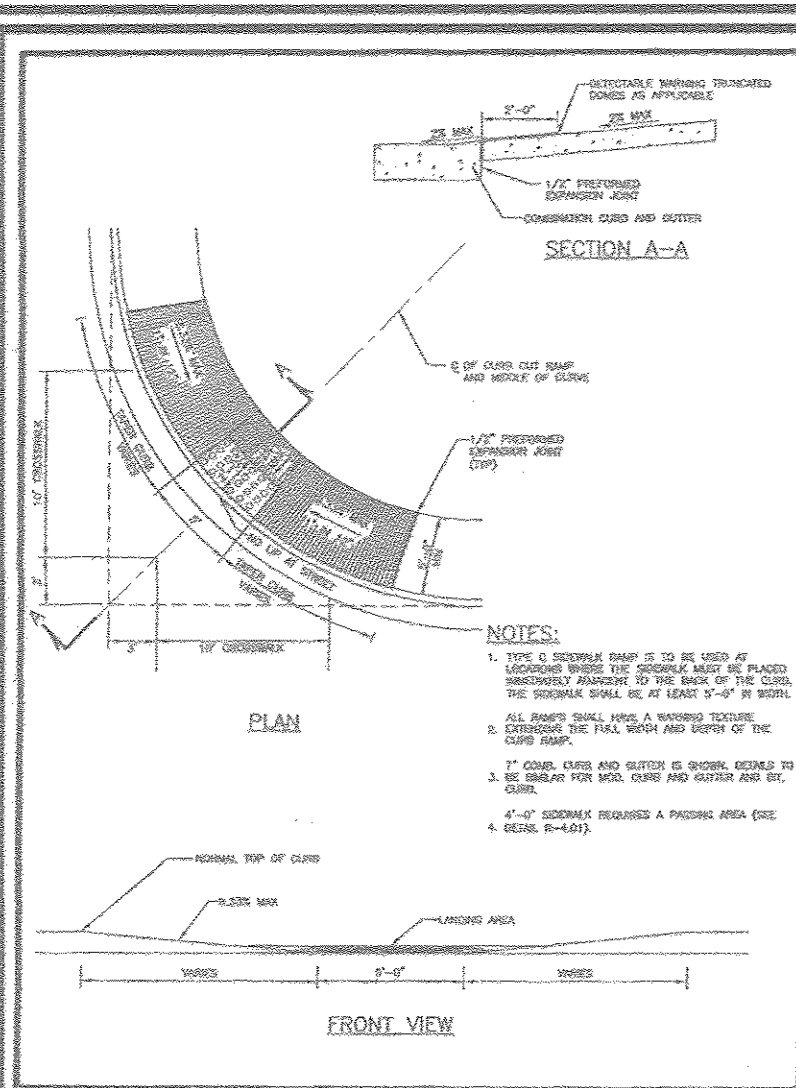 DETECTABLE WARNING TRUNCATED
DOMES AS APPLICABLE
2'-0"
2% MAX
2% MAX
1/2" PREFORMED
EXPANSION JOINT
COMBINATION CURB AND GUTTER
SECTION A-A
℄ OF CURB CUT RAMP
AND MIDDLE OF CURVE
A
1/2" PREFORMED
EXPANSION JOINT
(TYP)
TAPER CURB
VARIES
10' CROSSWALK
NO LIP AT STREET
TAPER CURB
VARIES
A
3'
10' CROSSWALK
PLAN
NOTES:
1. TYPE C SIDEWALK RAMP IS TO BE USED AT
LOCATIONS WHERE THE SIDEWALK MUST BE PLACED
IMMEDIATELY ADJACENT TO THE BACK OF THE CURB.
THE SIDEWALK SHALL BE AT LEAST 5'-0" IN WIDTH.
ALL RAMPS SHALL HAVE A WARNING TEXTURE
2. EXTENDING THE FULL WIDTH AND DEPTH OF THE
CURB RAMP.
7" COMB. CURB AND GUTTER IS SHOWN. DETAILS TO
3. BE SIMILAR FOR MOD. CURB AND GUTTER AND
CURB.
4'-0" SIDEWALK REQUIRES A PASSING AREA (SEE
4. DETAIL R-4.01).
NORMAL TOP OF CURB
8.33% MAX
LANDING AREA
VARIES
VARIES
FRONT VIEW